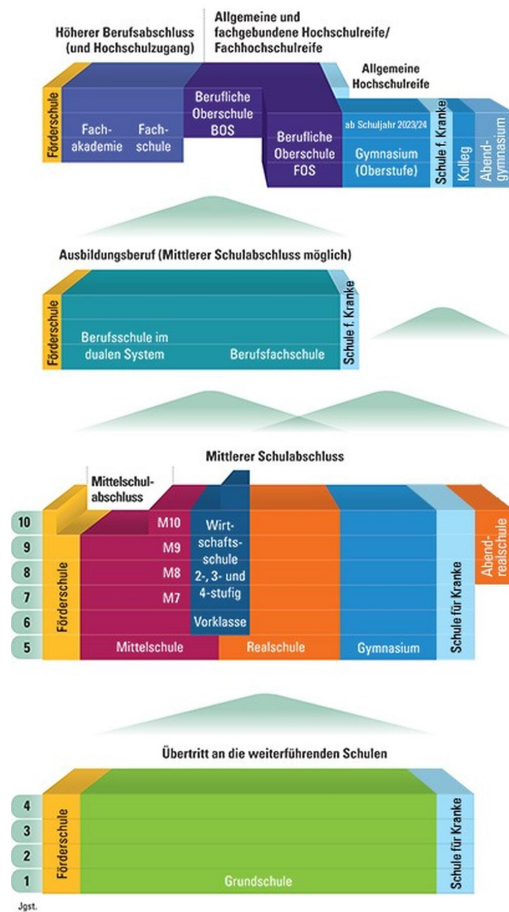 Höherer Berufsabschluss
(und Hochschulzugang)
Allgemeine und
fachgebundene Hochschulreife/
Fachhochschulreife
Allgemeine
Hochschulreife
Förderschule
Fach-
akademie
Fach-
schule
Berufliche
Oberschule
BOS
Berufliche
Oberschule
FOS
ab Schuljahr 2023/24
Gymnasium
(Oberstufe)
Schule f. Kranke
Kolleg
Abend-
gymnasium
Ausbildungsberuf (Mittlerer Schulabschluss möglich)
Förderschule
Berufsschule im
dualen System
Berufsfachschule
Schule f. Kranke
Mittlerer Schulabschluss
Mittelschul-
abschluss
10
9
8
7
6
5
Förderschule
M10
M9
M8
M7
Mittelschule
Wirt-
schafts-
schule
2-, 3- und
4-stufig
Vorklasse
Realschule
Gymnasium
Schule für Kranke
Abend-
realschule
Übertritt an die weiterführenden Schulen
4
3
2
1
Jgst.
Förderschule
Grundschule
Schule für Kranke